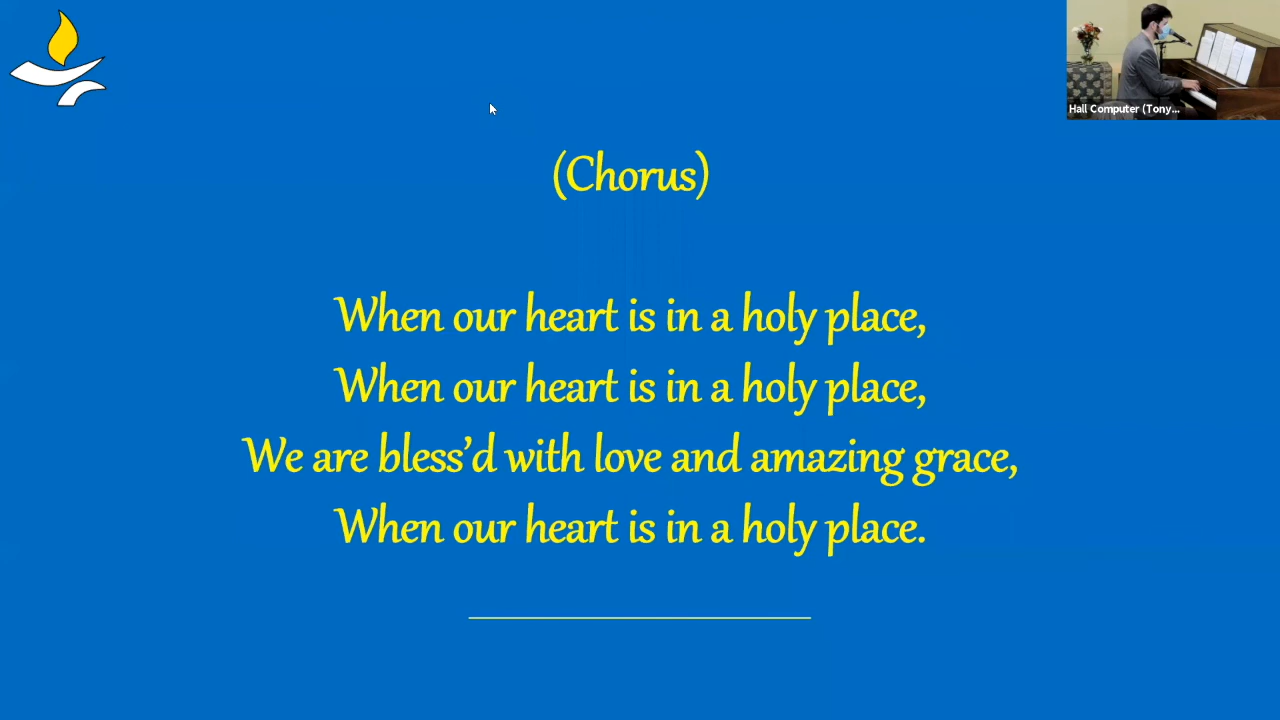 Hall Computer (Tony...
(Chorus)
When our heart is in a holy place,
When our heart is in a holy place,
We are bless’d with love and amazing grace,
When our heart is in a holy place.